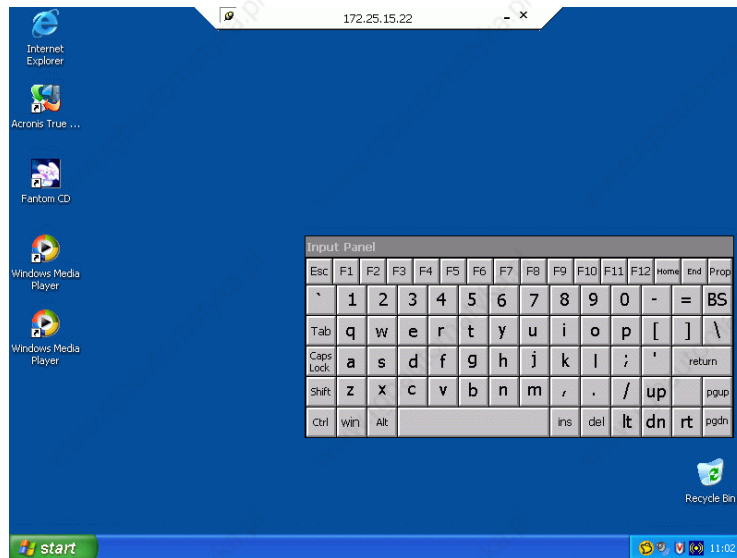 172.25.15.22
Internet
Explorer
Acronis True ...
Fantom CD
Windows Media
Player
Windows Media
Player
Input Panel
Esc F1 F2 F3 F4 F5 F6 F7 F8 F9 F10 F11 F12 Home End Prop
` 1 2 3 4 5 6 7 8 9 0 - = BS
Tab q w e r t y u i o p [ ] \
Caps Lock a s d f g h j k l ; ' return
Shift z x c v b n m , . / up pgup
Ctrl win Alt ins del lt dn rt pgdn
Recycle Bin
start
11:02